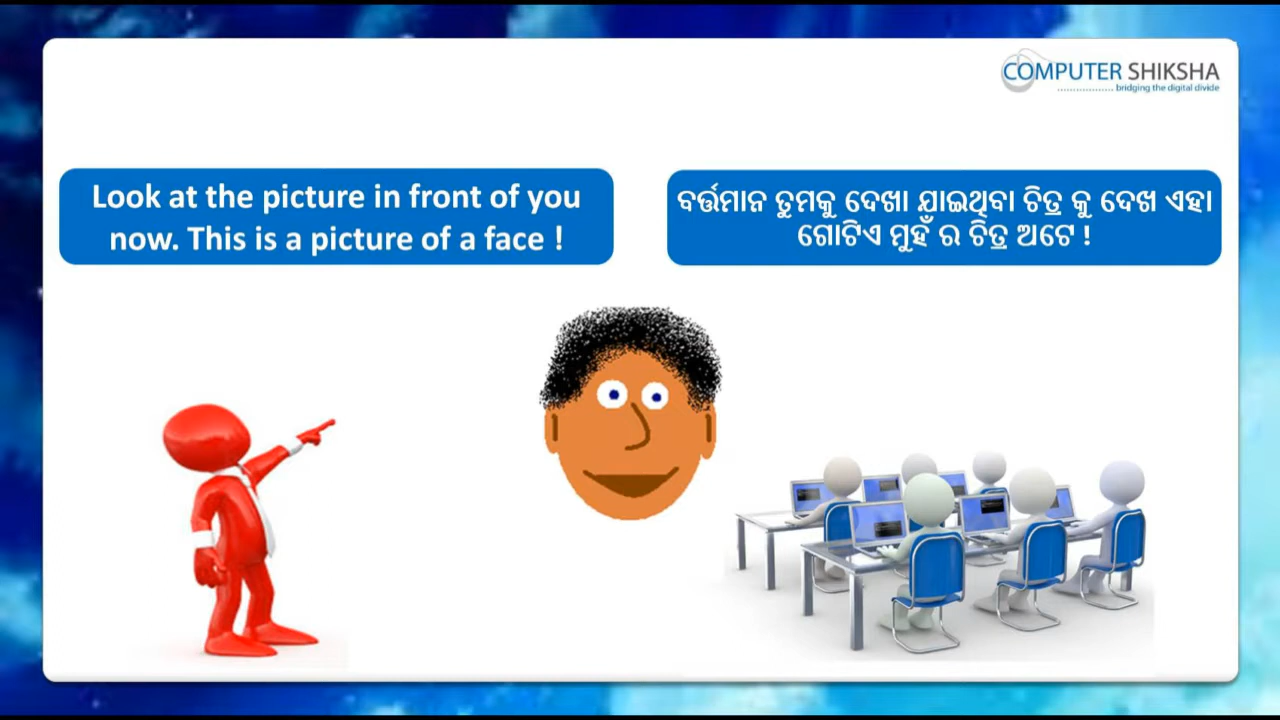 COMPUTER SHIKSHA
bridging the digital divide
Look at the picture in front of you
now. This is a picture of a face !
ବର୍ତ୍ତମାନ ତୁମକୁ ଦେଖା ଯାଇଥିବା ଚିତ୍ର କୁ ଦେଖ ଏହା
ଗୋଟିଏ ମୁହଁ ର ଚିତ୍ର ଅଟେ !